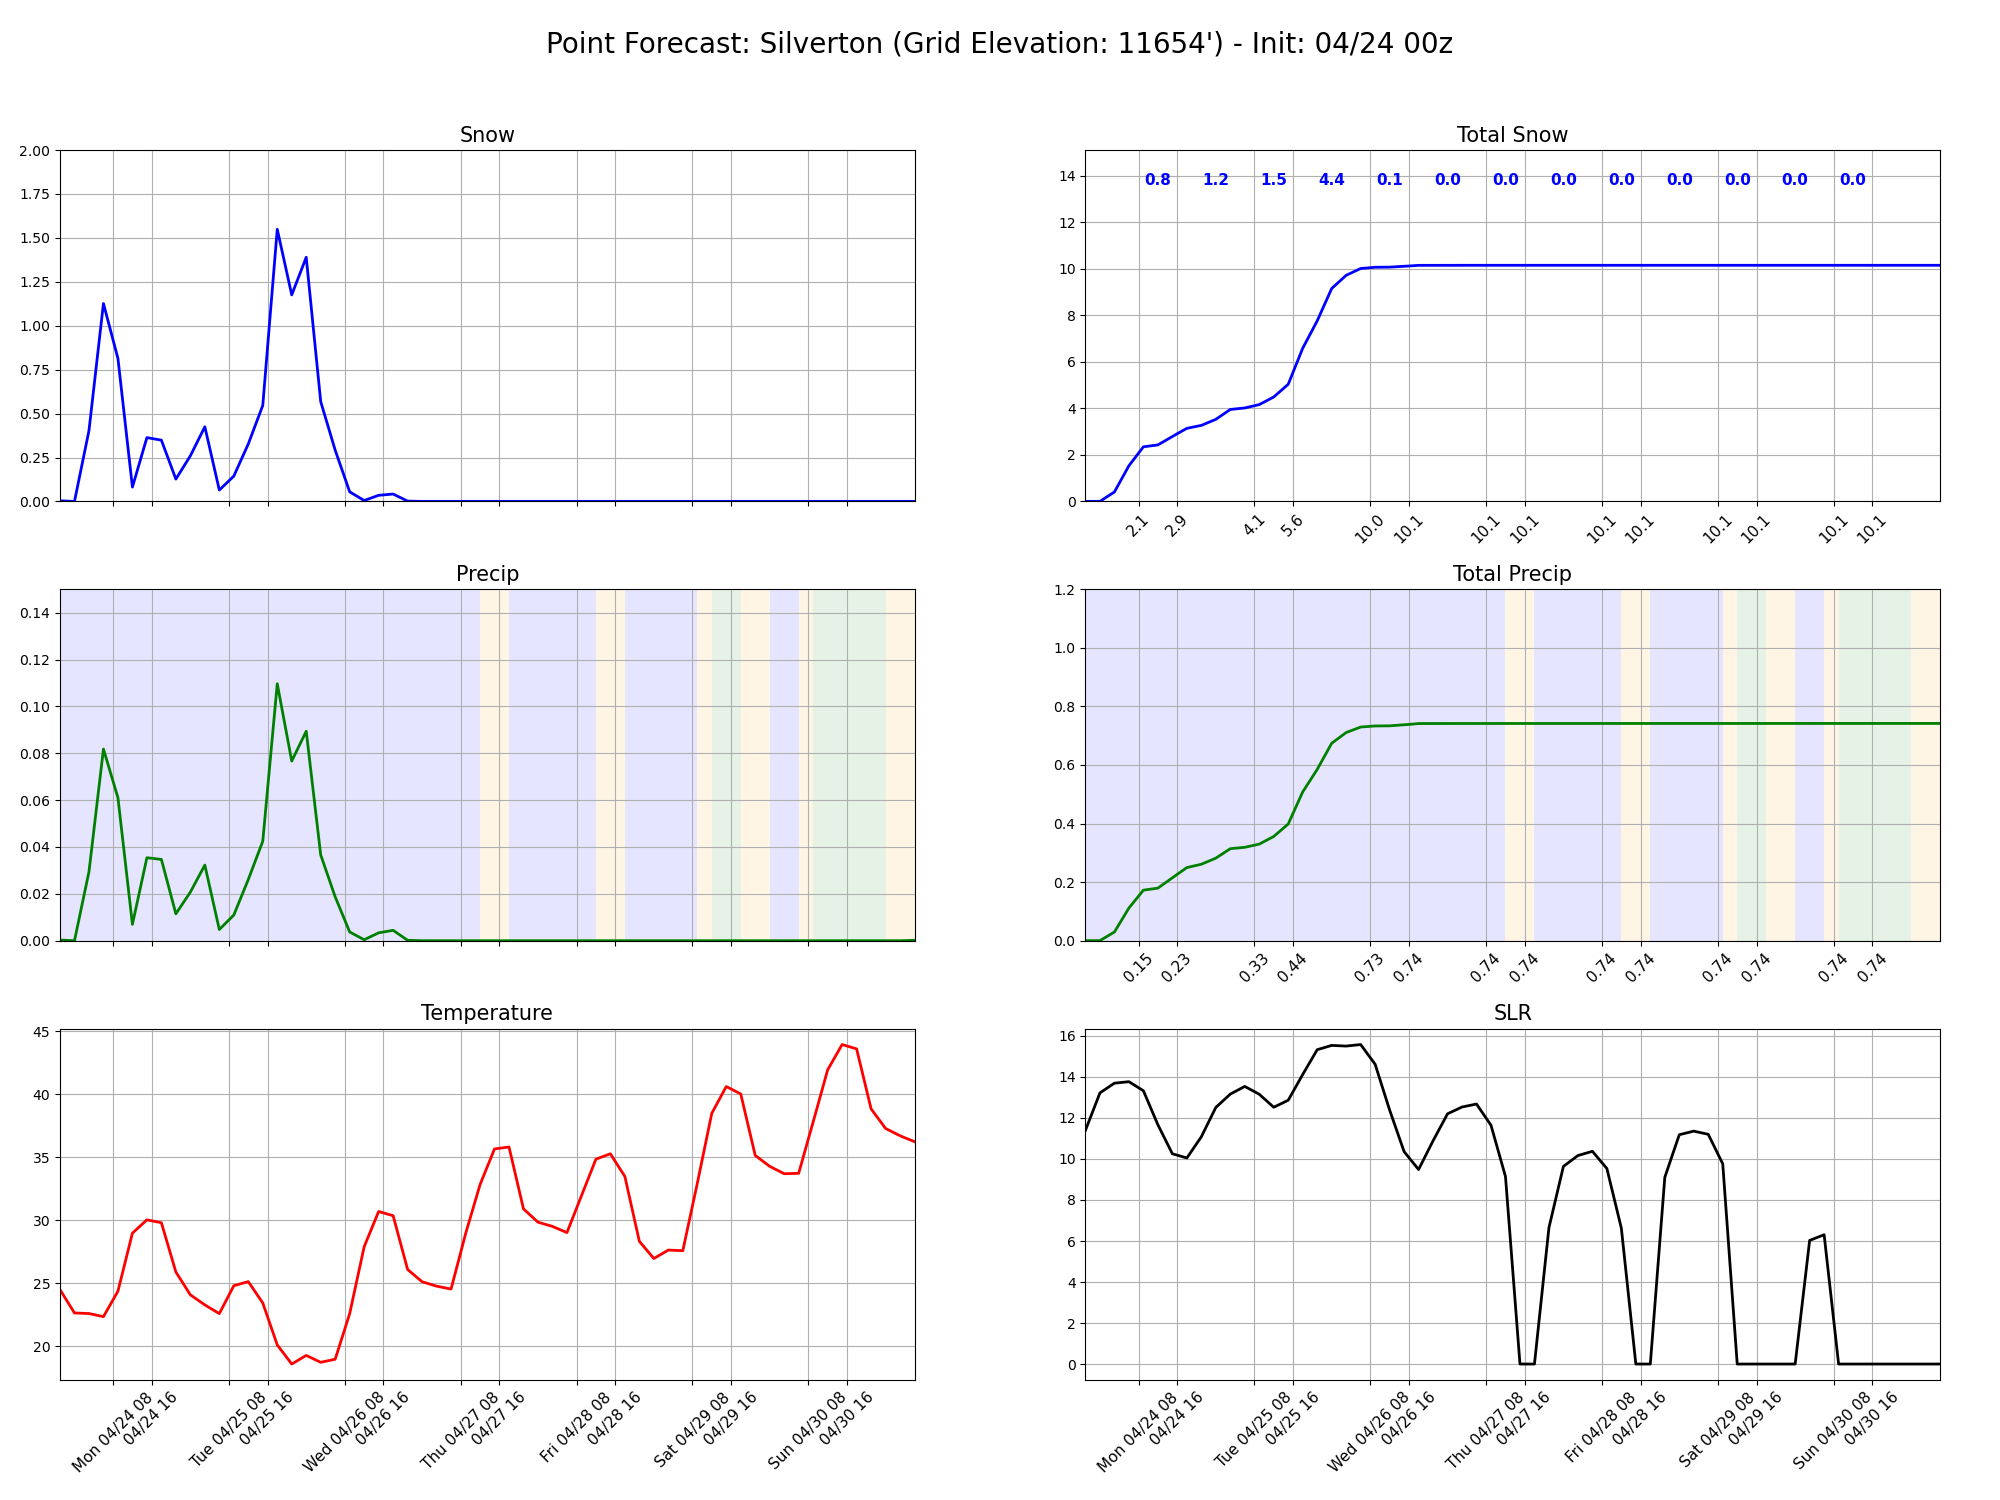 Point Forecast: Silverton (Grid Elevation: 11654') - Init: 04/24 00z
Snow
2.00
1.75
1.50
1.25
1.00
0.75
0.50
0.25
0.00
Total Snow
14
12
10
8
6
4
2
0
0.8 1.2 1.5 4.4 0.1 0.0 0.0 0.0 0.0 0.0 0.0 0.0 0.0
2.1 2.9 4.1 5.6 10.0 10.1 10.1 10.1 10.1 10.1 10.1 10.1 10.1 10.1
Precip
0.14
0.12
0.10
0.08
0.06
0.04
0.02
0.00
Total Precip
1.2
1.0
0.8
0.6
0.4
0.2
0.0
0.15 0.23 0.33 0.44 0.73 0.74 0.74 0.74 0.74 0.74 0.74 0.74 0.74 0.74
Temperature
45
40
35
30
25
20
Mon 04/24 08
04/24 16
Tue 04/25 08
04/25 16
Wed 04/26 08
04/26 16
Thu 04/27 08
04/27 16
Fri 04/28 08
04/28 16
Sat 04/29 08
04/29 16
Sun 04/30 08
04/30 16
SLR
16
14
12
10
8
6
4
2
0
Mon 04/24 08
04/24 16
Tue 04/25 08
04/25 16
Wed 04/26 08
04/26 16
Thu 04/27 08
04/27 16
Fri 04/28 08
04/28 16
Sat 04/29 08
04/29 16
Sun 04/30 08
04/30 16